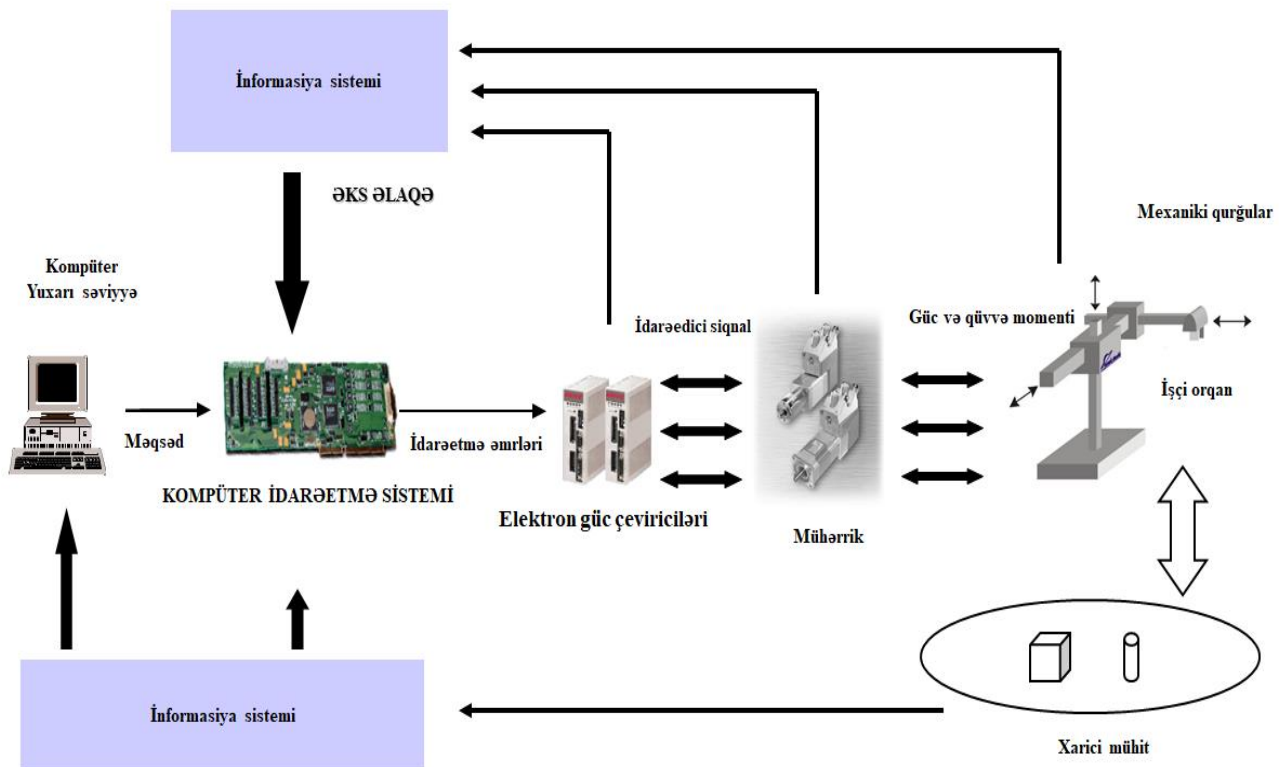 İnformasiya sistemi
ƏKS ƏLAQƏ
Mexaniki qurğular
Kompüter
Yuxarı səviyyə
İdarəedici siqnal
Güc və qüvvə momenti
İşçi orqan
Məqsəd
İdarəetmə əmrləri
KOMPÜTER İDARƏETMƏ SİSTEMİ
Elektron güc çeviriciləri
Mühərrik
İnformasiya sistemi
Xarici mühit